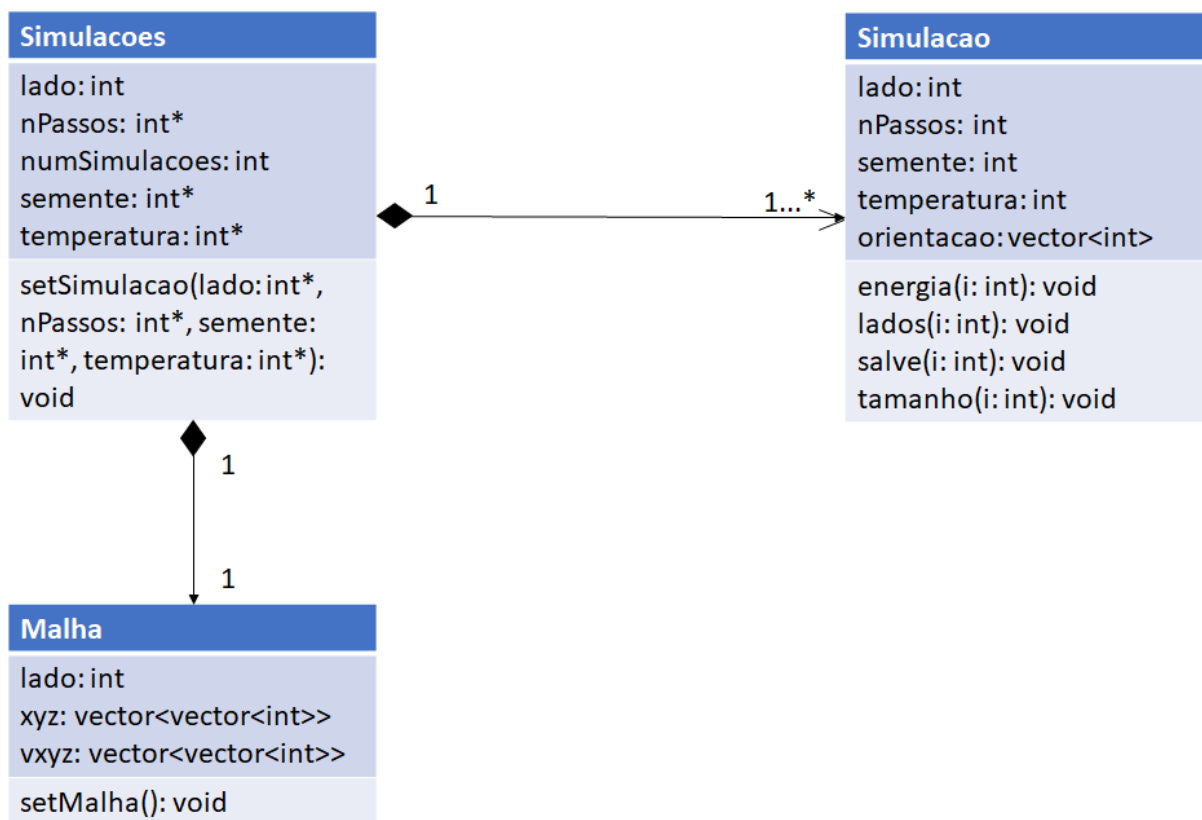 Simulacoes
lado: int
nPassos: int*
numSimulacoes: int
semente: int*
temperatura: int*
setSimulacao(lado: int*,
nPassos: int*, semente:
int*, temperatura: int*):
void
1
1...*
Simulacao
lado: int
nPassos: int
semente: int
temperatura: int
orientacao: vector<int>
energia(i: int): void
lados(i: int): void
salve(i: int): void
tamanho(i: int): void
1
1
Malha
lado: int
xyz: vector<vector<int>>
vxyz: vector<vector<int>>
setMalha(): void